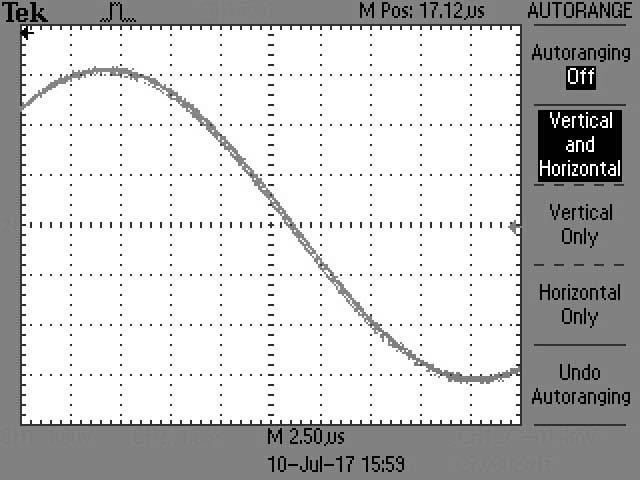 Tek M Pos: 17.12µs AUTORANGE
Autoranging
Off
Vertical
and
Horizontal
Vertical
Only
Horizontal
Only
Undo
Autoranging
M 2.50µs
10-Jul-17 15:59